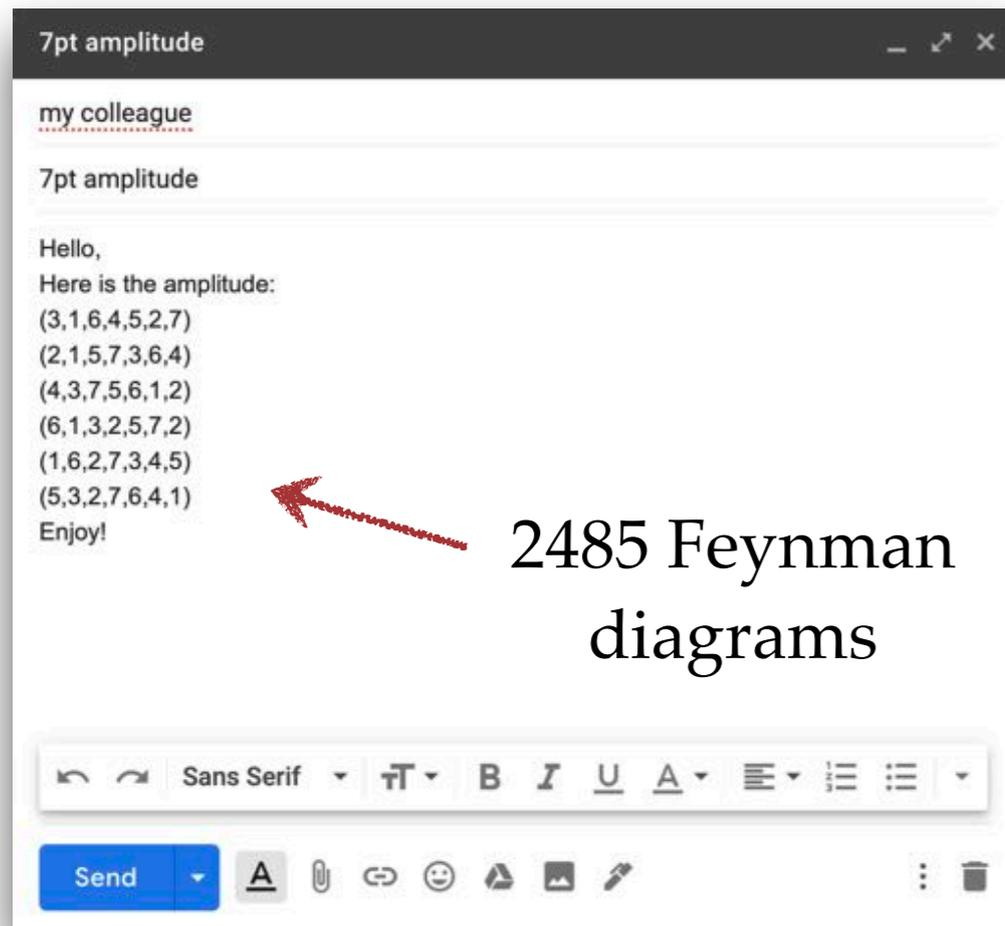 7pt amplitude
my colleague
7pt amplitude
Hello,
Here is the amplitude:
(3,1,6,4,5,2,7)
(2,1,5,7,3,6,4)
(4,3,7,5,6,1,2)
(6,1,3,2,5,7,2)
(1,6,2,7,3,4,5)
(5,3,2,7,6,4,1)
Enjoy!
2485 Feynman
diagrams
Sans Serif
Send